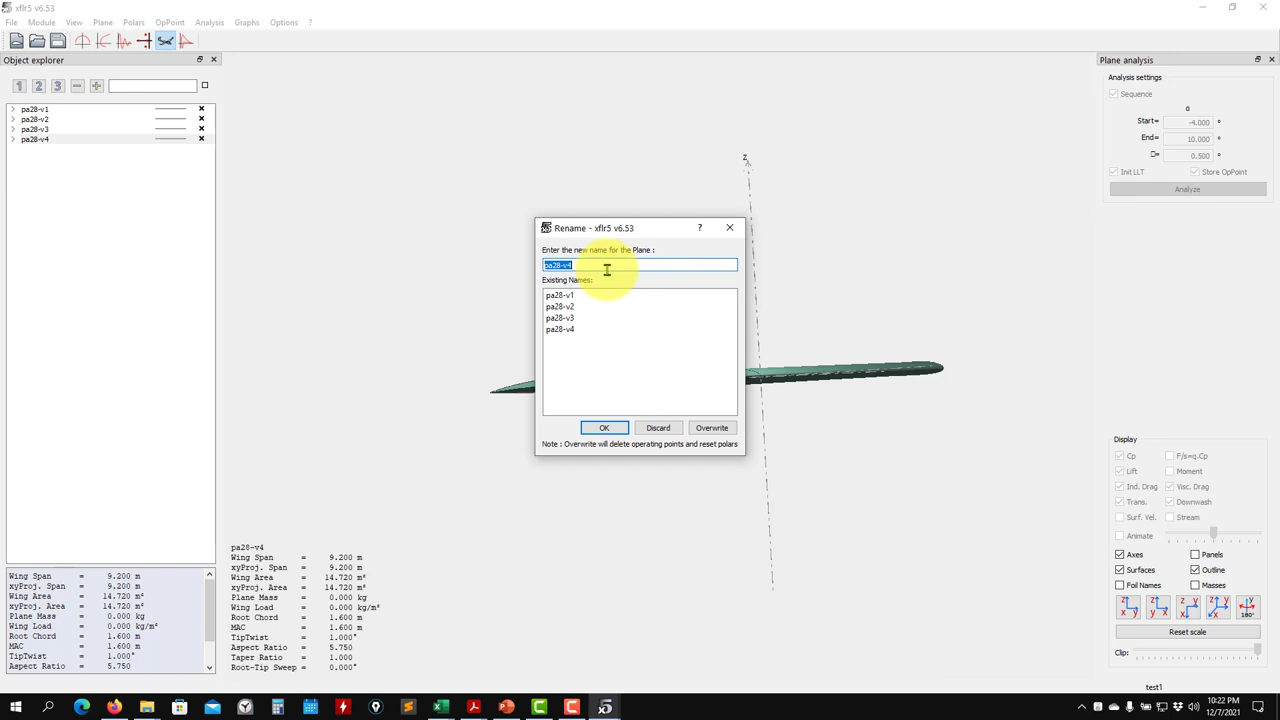 xflr5 v6.53
File Module View Plane Polars OpPoint Analysis Graphs Options ?
Object explorer
1 2 3
pa28-v1
pa28-v2
pa28-v3
pa28-v4
Wing Span = 9.200 m
xyProj. Span = 9.200 m
Wing Area = 14.720 m²
xyProj. Area = 14.720 m²
Plane Mass = 0.000 kg
Wing Load = 0.000 kg/m²
Root Chord = 1.600 m
MAC = 1.600 m
TipTwist = 1.000°
Aspect Ratio = 5.750
z
pa28-v4
Wing Span = 9.200 m
xyProj. Span = 9.200 m
Wing Area = 14.720 m²
xyProj. Area = 14.720 m²
Plane Mass = 0.000 kg
Wing Load = 0.000 kg/m²
Root Chord = 1.600 m
MAC = 1.600 m
TipTwist = 1.000°
Aspect Ratio = 5.750
Taper Ratio = 1.000
Root-Tip Sweep = 0.000°
Rename - xflr5 v6.53 ?
Enter the new name for the Plane :
pa28-v4
Existing Names:
pa28-v1
pa28-v2
pa28-v3
pa28-v4
OK Discard Overwrite
Note : Overwrite will delete operating points and reset polars
Plane analysis
Analysis settings
Sequence
α
Start= -4.000 °
End= 10.000 °
□= 0.500 °
Init LLT Store OpPoint
Analyze
Display
Cp F/s=q.Cp
Lift Moment
Ind. Drag Visc. Drag
Trans. Downwash
Surf. Vel. Stream
Animate
Axes Panels
Surfaces Outline
Foil Names Masses
Reset scale
Clip:
test1
10:22 PM
12/7/2021